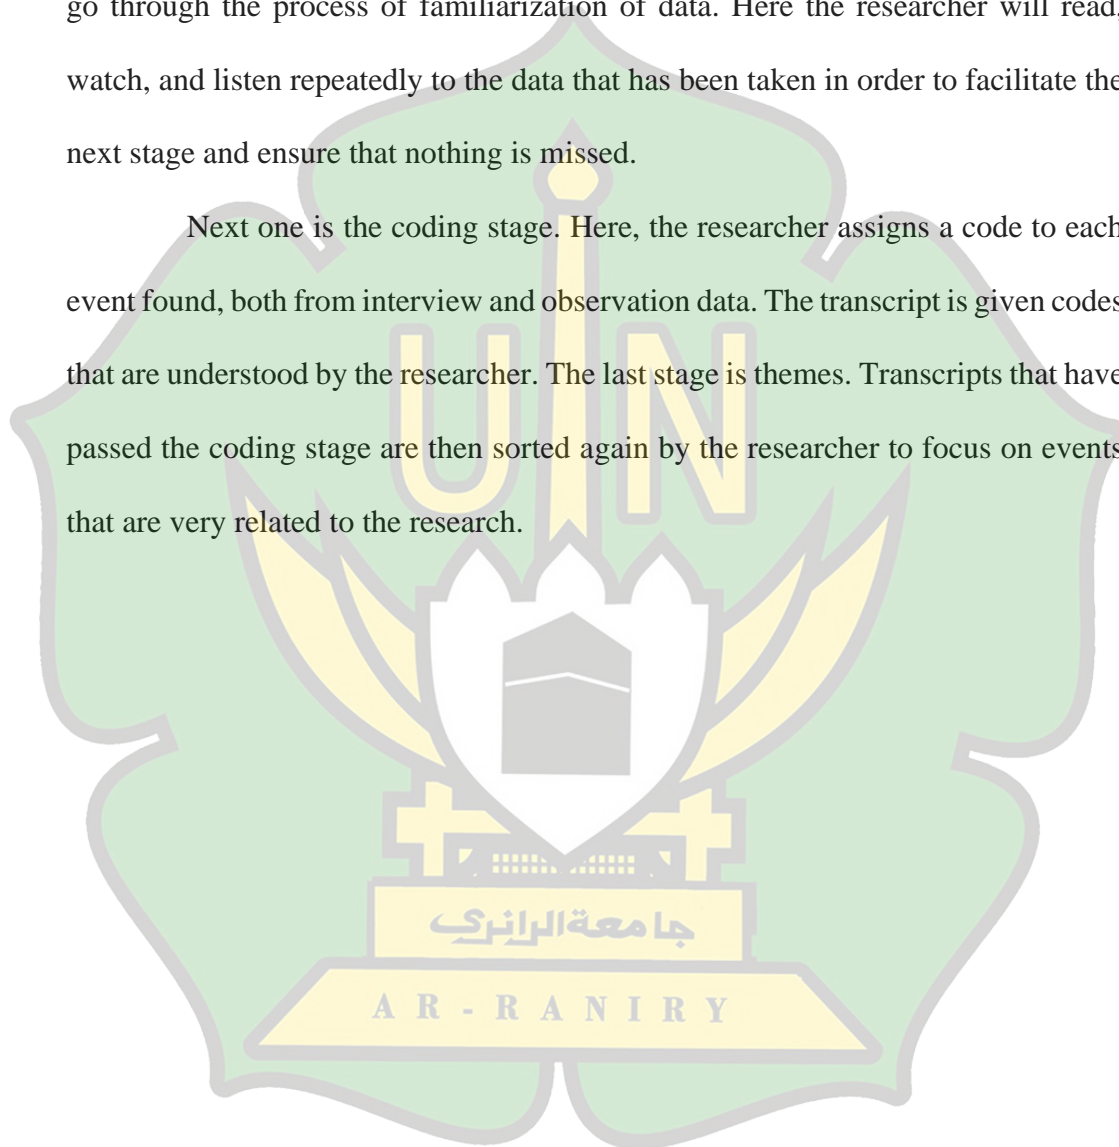 go through the process of familiarization of data. Here the researcher will read,
watch, and listen repeatedly to the data that has been taken in order to facilitate the
next stage and ensure that nothing is missed.
Next one is the coding stage. Here, the researcher assigns a code to each
event found, both from interview and observation data. The transcript is given codes
that are understood by the researcher. The last stage is themes. Transcripts that have
passed the coding stage are then sorted again by the researcher to focus on events
that are very related to the research.
UIN
جامعةالرانري
AR-RANIRY